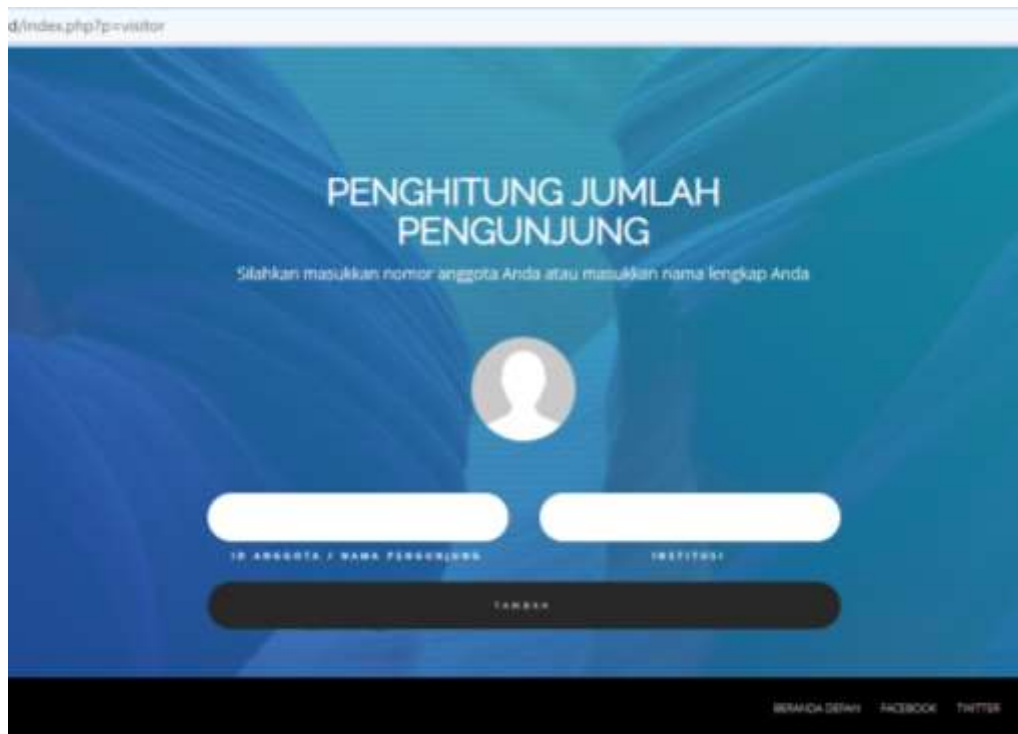 d/index.php?p=visitor
PENGHITUNG JUMLAH
PENGUNJUNG
Silahkan masukkan nomor anggota Anda atau masukkan nama lengkap Anda
ID ANGGOTA / NAMA PENGUNJUNG
INSTITUSI
TAMBAH
BERANDA DEPAN FACEBOOK TWITTER